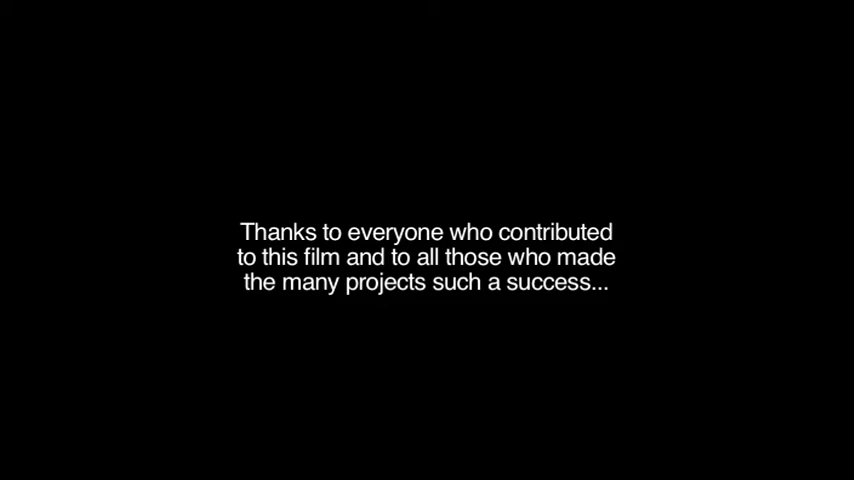 Thanks to everyone who contributed
to this film and to all those who made
the many projects such a success...